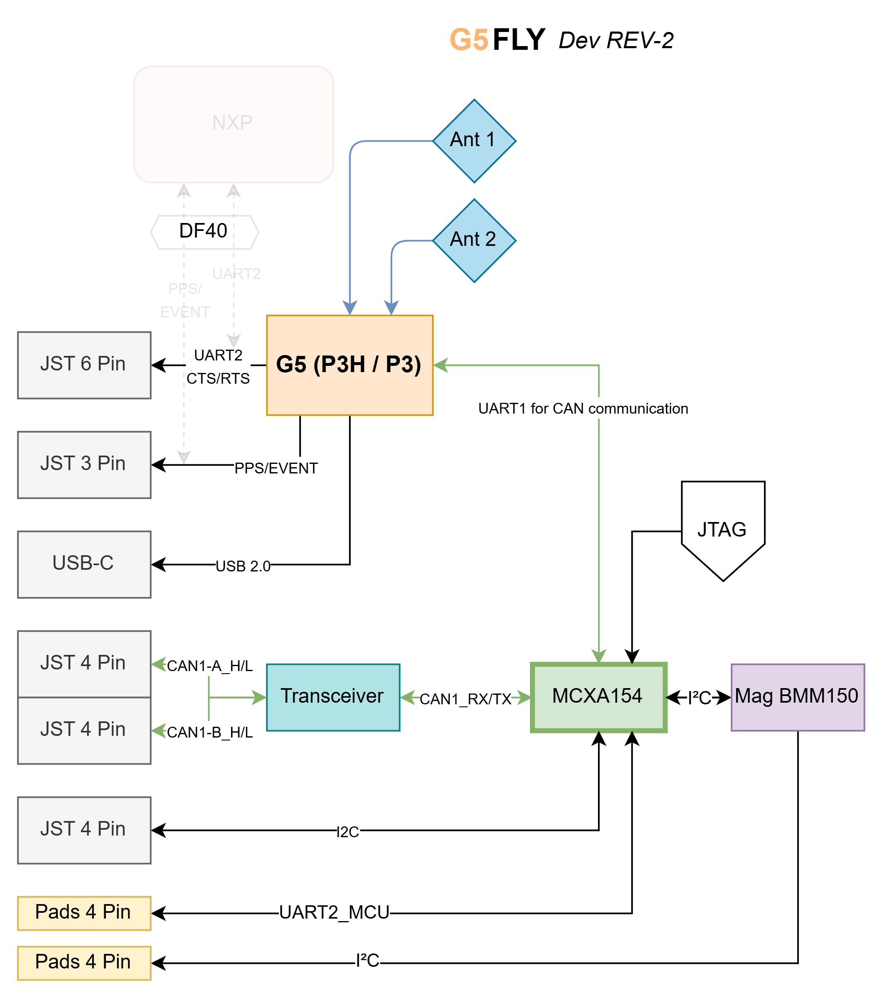 G5 FLY Dev REV-2
NXP
Ant 1
DF40
Ant 2
UART2
PPS/
EVENT
JST 6 Pin
UART2
CTS/RTS
G5 (P3H / P3)
UART1 for CAN communication
JST 3 Pin
PPS/EVENT
JTAG
USB-C
USB 2.0
JST 4 Pin
CAN1-A_H/L
Transceiver
CAN1_RX/TX
MCXA154
I²C
Mag BMM150
JST 4 Pin
CAN1-B_H/L
JST 4 Pin
I2C
Pads 4 Pin
UART2_MCU
Pads 4 Pin
I²C